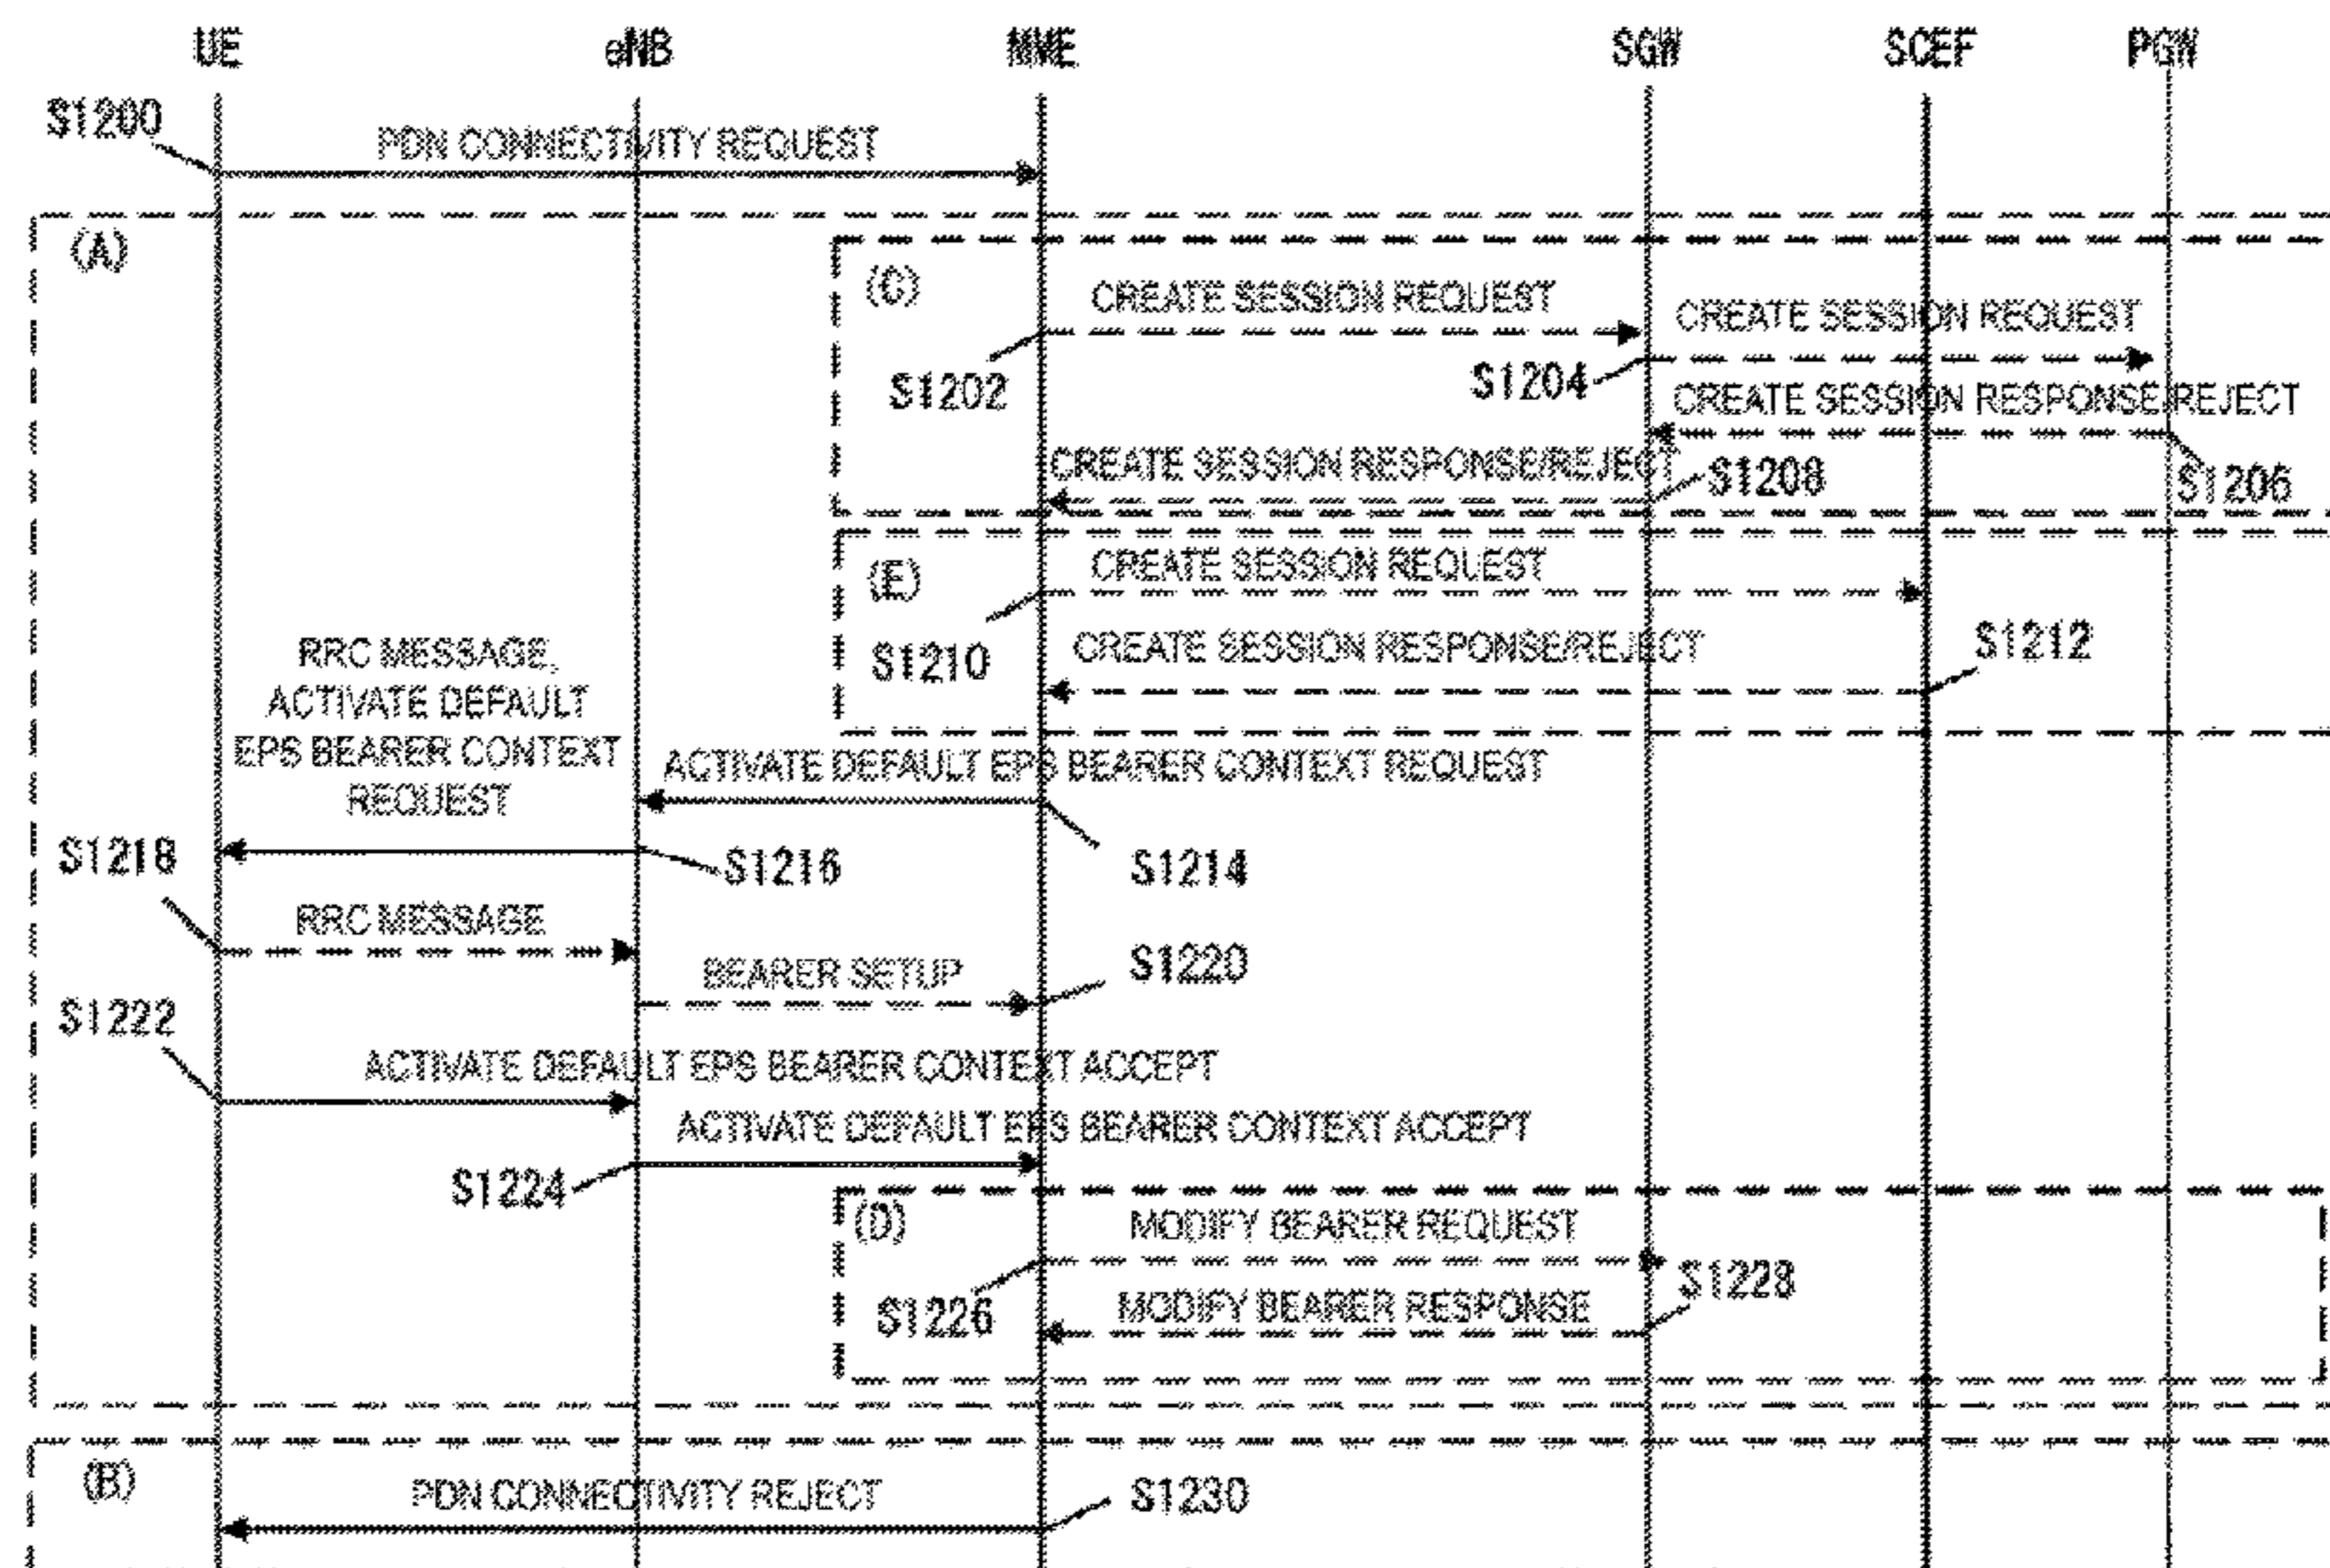 UE eNB MME SGW SCEF PGW
S1200
PDN CONNECTIVITY REQUEST
(A)
(C)
CREATE SESSION REQUEST
CREATE SESSION REQUEST
S1202
S1204
CREATE SESSION RESPONSE/REJECT
CREATE SESSION RESPONSE/REJECT
S1208
S1206
(E)
CREATE SESSION REQUEST
S1210
CREATE SESSION RESPONSE/REJECT
S1212
RRC MESSAGE,
ACTIVATE DEFAULT
EPS BEARER CONTEXT
REQUEST
ACTIVATE DEFAULT EPS BEARER CONTEXT REQUEST
S1218
S1216
S1214
RRC MESSAGE
BEARER SETUP
S1220
S1222
ACTIVATE DEFAULT EPS BEARER CONTEXT ACCEPT
ACTIVATE DEFAULT EPS BEARER CONTEXT ACCEPT
S1224
(D)
MODIFY BEARER REQUEST
S1226
S1228
MODIFY BEARER RESPONSE
(B)
PDN CONNECTIVITY REJECT
S1230